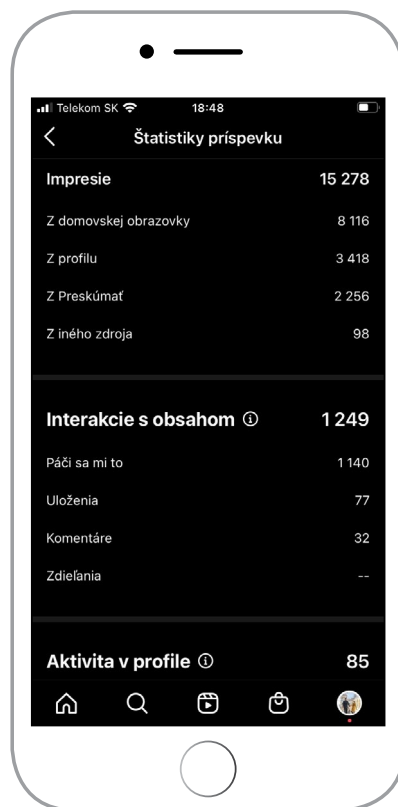 Telekom SK 18:48
Štatistiky príspevku
Impresie 15 278
Z domovskej obrazovky 8 116
Z profilu 3 418
Z Preskúmať 2 256
Z iného zdroja 98
Interakcie s obsahom 1 249
Páči sa mi to 1 140
Uloženia 77
Komentáre 32
Zdieľania --
Aktivita v profile 85